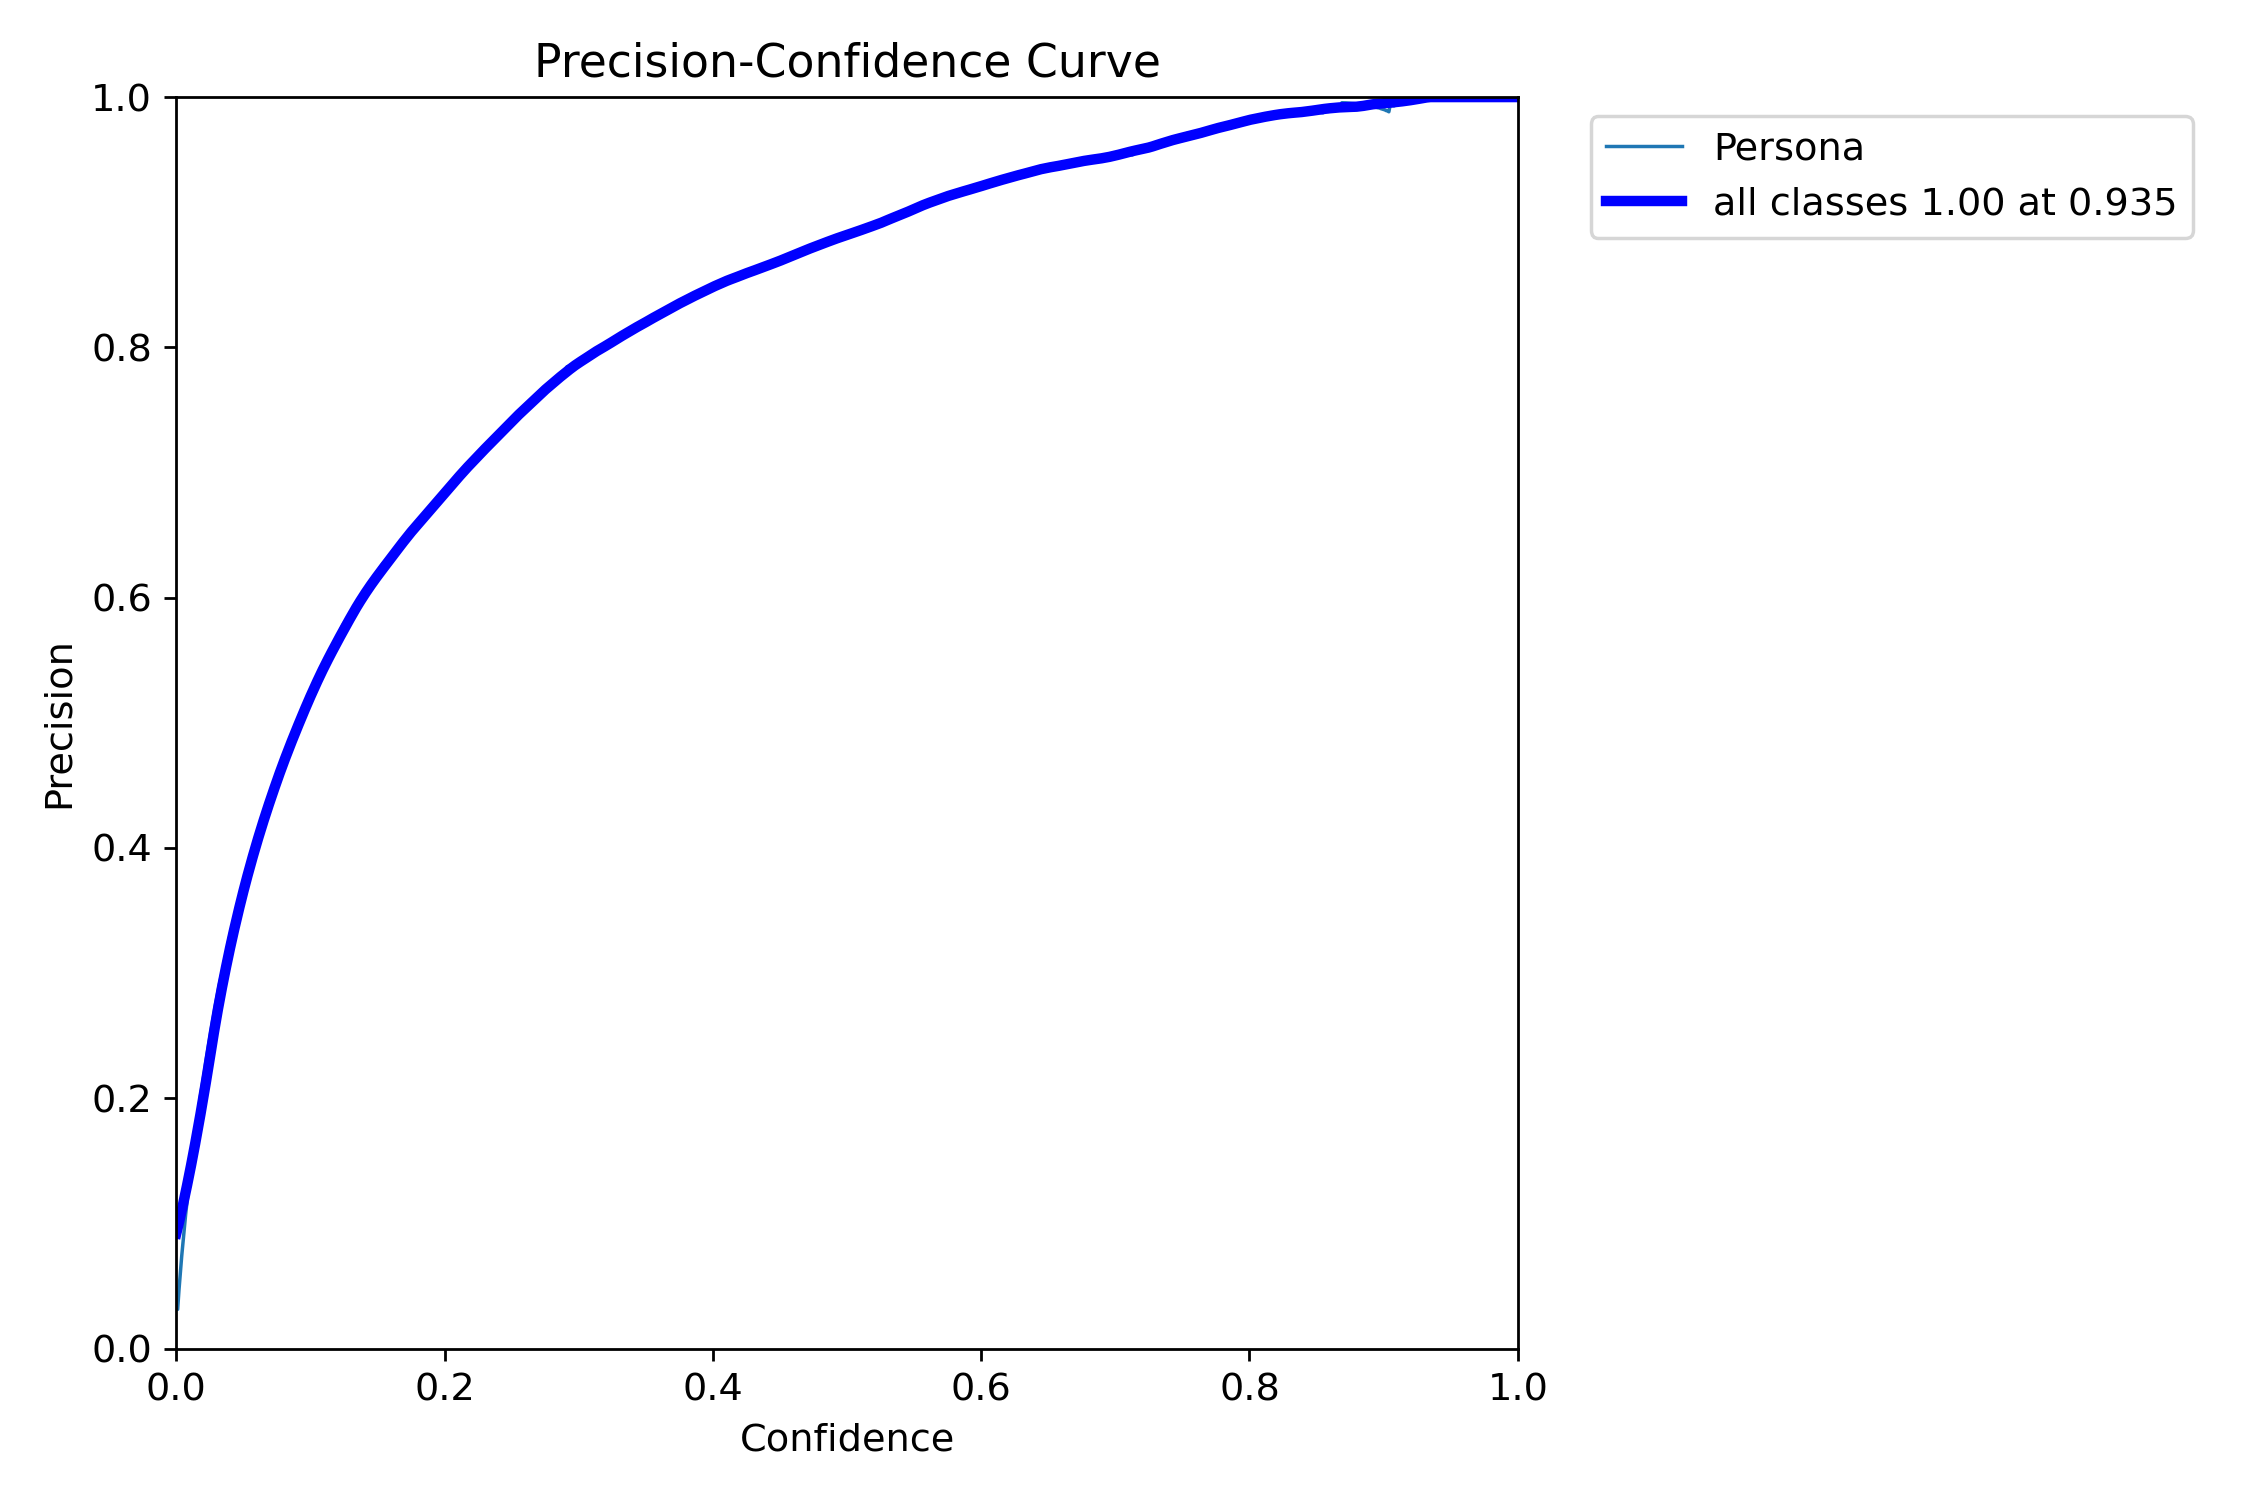 Precision-Confidence Curve
1.0
0.8
0.6
0.4
0.2
0.0
Precision
0.0 0.2 0.4 0.6 0.8 1.0
Confidence
Persona
all classes 1.00 at 0.935